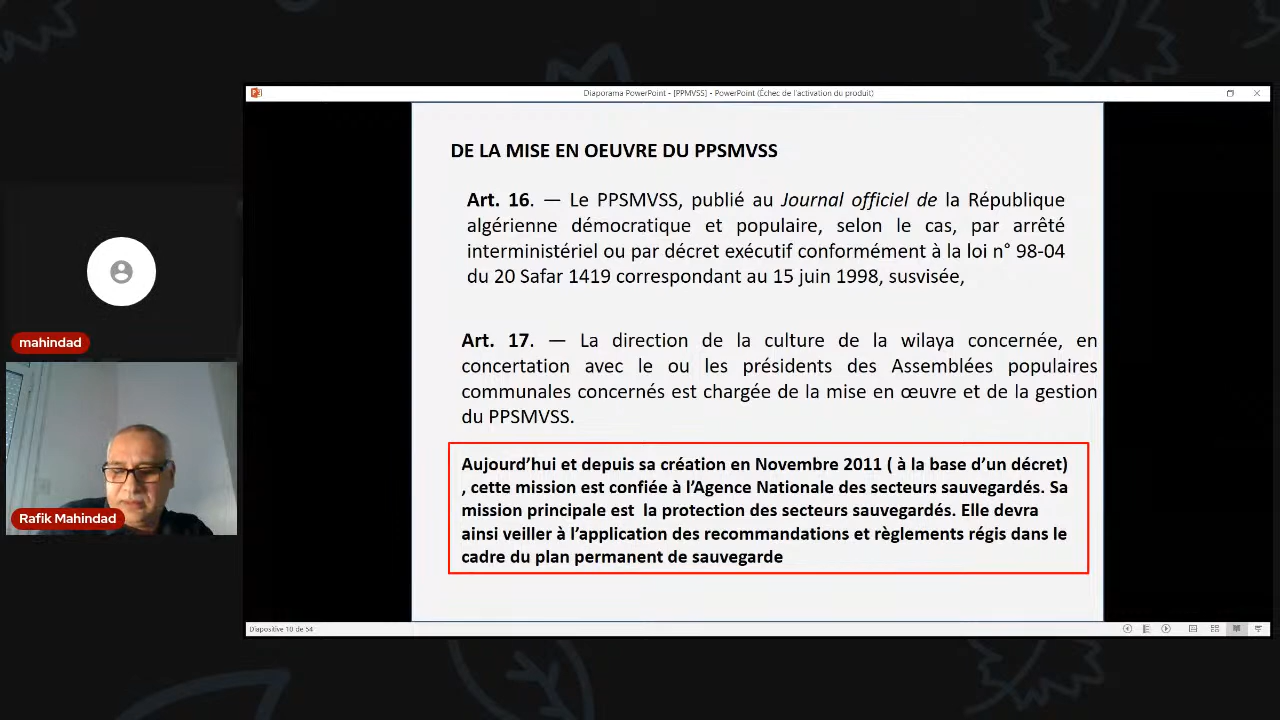 Diaporama PowerPoint - [PPMVSS] - PowerPoint (Échec de l'activation du produit)
DE LA MISE EN OEUVRE DU PPSMVSS
Art. 16. — Le PPSMVSS, publié au Journal officiel de la République
algérienne démocratique et populaire, selon le cas, par arrêté
interministériel ou par décret exécutif conformément à la loi n° 98-04
du 20 Safar 1419 correspondant au 15 juin 1998, susvisée,
Art. 17. — La direction de la culture de la wilaya concernée, en
concertation avec le ou les présidents des Assemblées populaires
communales concernés est chargée de la mise en œuvre et de la gestion
du PPSMVSS.
Aujourd'hui et depuis sa création en Novembre 2011 ( à la base d'un décret)
, cette mission est confiée à l'Agence Nationale des secteurs sauvegardés. Sa
mission principale est la protection des secteurs sauvegardés. Elle devra
ainsi veiller à l'application des recommandations et règlements régis dans le
cadre du plan permanent de sauvegarde
Diapositive 10 de 54
mahindad
Rafik Mahindad